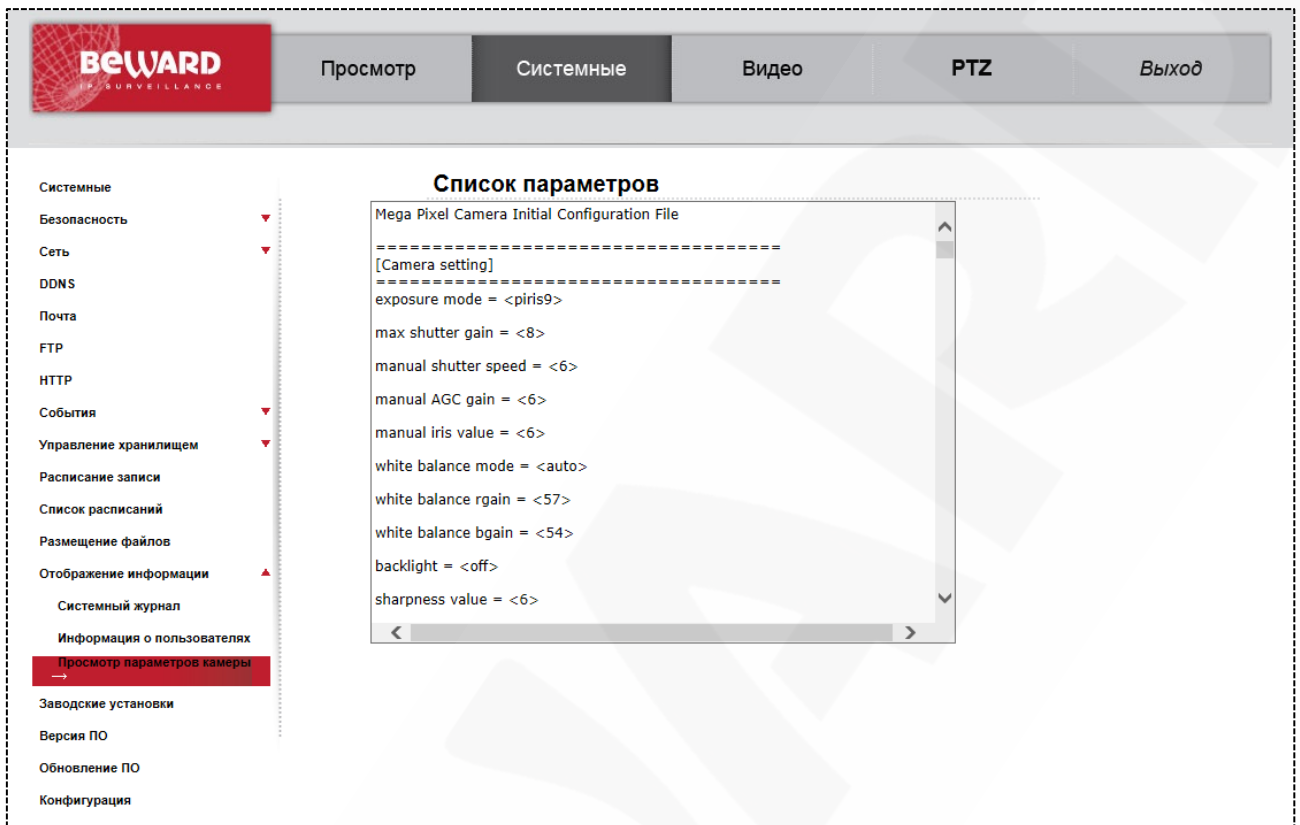 BEWARD
IP SURVEILLANCE
Просмотр
Системные
Видео
PTZ
Выход
Системные
Безопасность
Сеть
DDNS
Почта
FTP
HTTP
События
Управление хранилищем
Расписание записи
Список расписаний
Размещение файлов
Отображение информации
Системный журнал
Информация о пользователях
Просмотр параметров камеры
→
Заводские установки
Версия ПО
Обновление ПО
Конфигурация
Список параметров
Mega Pixel Camera Initial Configuration File
====================================
[Camera setting]
====================================
exposure mode = <piris9>
max shutter gain = <8>
manual shutter speed = <6>
manual AGC gain = <6>
manual iris value = <6>
white balance mode = <auto>
white balance rgain = <57>
white balance bgain = <54>
backlight = <off>
sharpness value = <6>